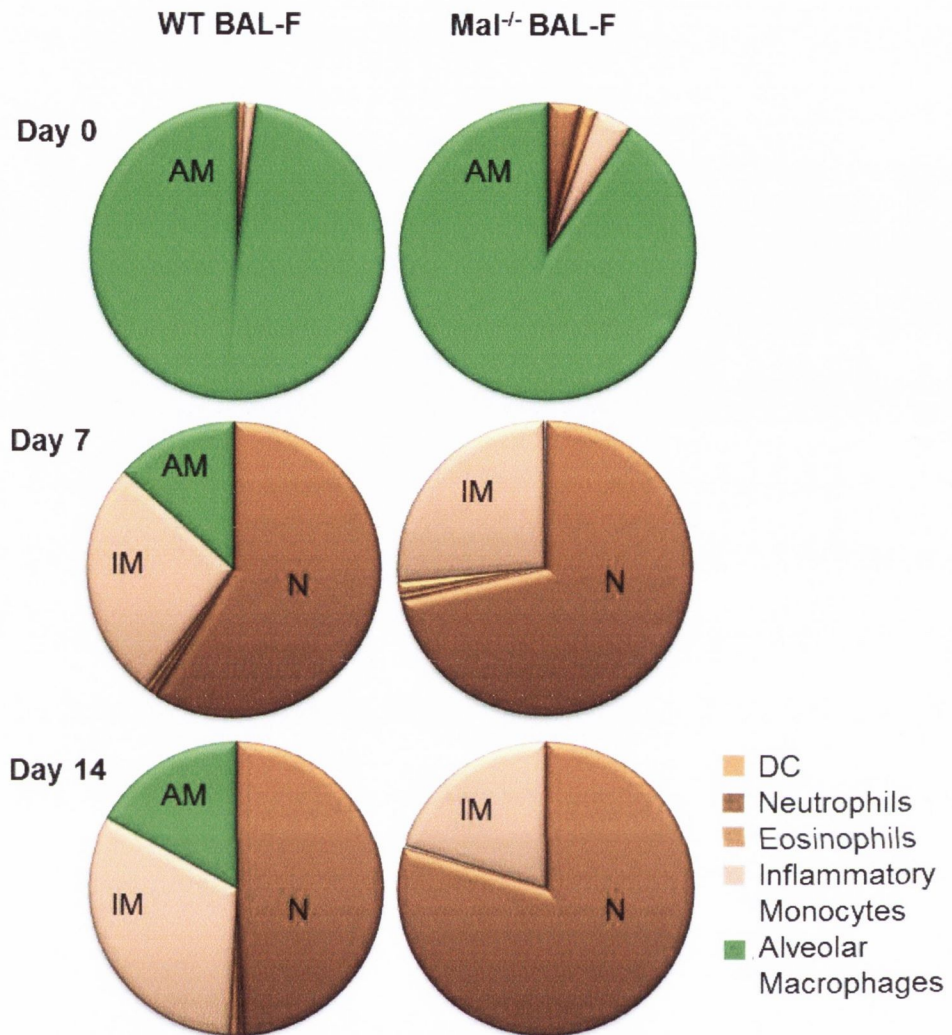 WT BAL-F
Mal-/- BAL-F
Day 0
AM
AM
Day 7
AM
IM
N
IM
N
Day 14
AM
IM
N
IM
N
DC
Neutrophils
Eosinophils
Inflammatory
Monocytes
Alveolar
Macrophages